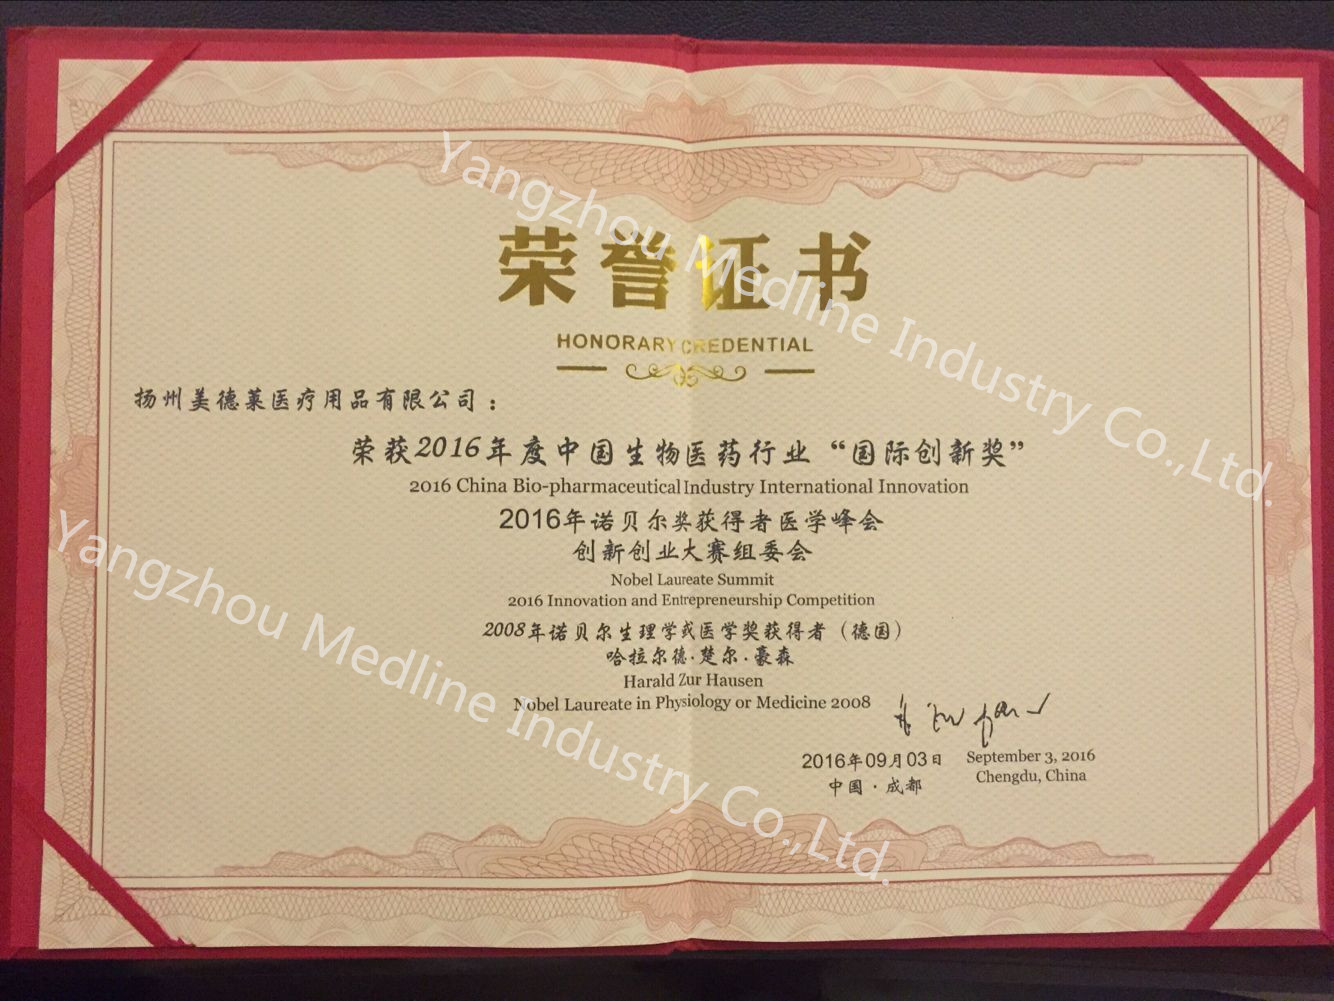 荣誉证书
HONORARY CREDENTIAL
扬州美德莱医疗用品有限公司：
荣获2016年度中国生物医药行业“国际创新奖”
2016 China Bio-pharmaceutical Industry International Innovation
2016年诺贝尔奖获得者医学峰会
创新创业大赛组委会
Nobel Laureate Summit
2016 Innovation and Entrepreneurship Competition
2008年诺贝尔生理学或医学奖获得者（德国）
哈拉尔德·楚尔·豪森
Harald Zur Hausen
Nobel Laureate in Physiology or Medicine 2008
2016年09月03日 September 3, 2016
中国·成都 Chengdu, China
Yangzhou Medline Industry Co.,Ltd.
Yangzhou Medline Industry Co.,Ltd.